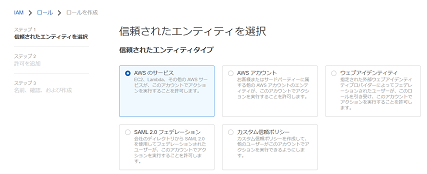 IAM > ロール > ロールを作成
ステップ 1
信頼されたエンティティを選択
ステップ 2
許可を追加
ステップ 3
名前、確認、および作成
信頼されたエンティティを選択
信頼されたエンティティタイプ
AWS のサービス
EC2、Lambda、その他の AWS サー
ビスが、このアカウントでアクショ
ンを実行することを許可します。
AWS アカウント
お客様またはサードパーティーに属
する他の AWS アカウントのエンティ
ティが、このアカウントでアクショ
ンを実行することを許可します。
ウェブアイデンティティ
指定された外部ウェブアイデンティ
ティプロバイダーによってフェデレ
ーションされたユーザーが、このロ
ールを引き受け、このアカウントで
アクションを実行することを許可し
ます。
SAML 2.0 フェデレーション
会社のディレクトリから SAML 2.0
を使用してフェデレーションされた
ユーザーが、このアカウントでアク
ションを実行することを許可しま
す。
カスタム信頼ポリシー
カスタム信頼ポリシーを作成して、
他のユーザーがこのアカウントでア
クションを実行できるようにしま
す。